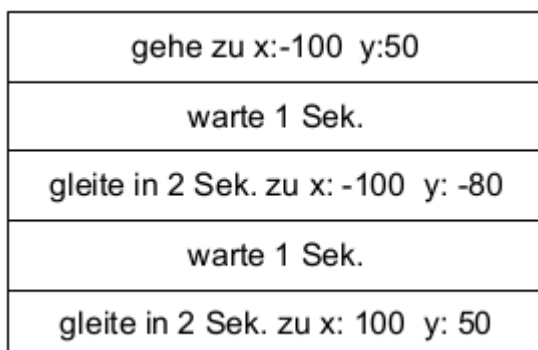 gehe zu x:-100 y:50
warte 1 Sek.
gleite in 2 Sek. zu x: -100 y: -80
warte 1 Sek.
gleite in 2 Sek. zu x: 100 y: 50